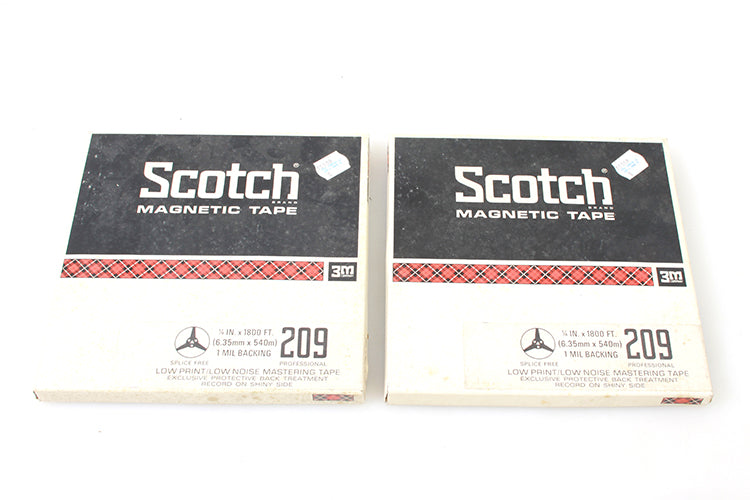 Scotch®
BRAND
MAGNETIC TAPE
3M
¼ IN. x 1800 FT.
(6.35mm x 540m)
1 MIL BACKING
209
SPLICE FREE
PROFESSIONAL
LOW PRINT/LOW NOISE MASTERING TAPE
EXCLUSIVE PROTECTIVE BACK TREATMENT
RECORD ON SHINY SIDE
Scotch®
BRAND
MAGNETIC TAPE
3M
¼ IN. x 1800 FT.
(6.35mm x 540m)
1 MIL BACKING
209
SPLICE FREE
PROFESSIONAL
LOW PRINT/LOW NOISE MASTERING TAPE
EXCLUSIVE PROTECTIVE BACK TREATMENT
RECORD ON SHINY SIDE